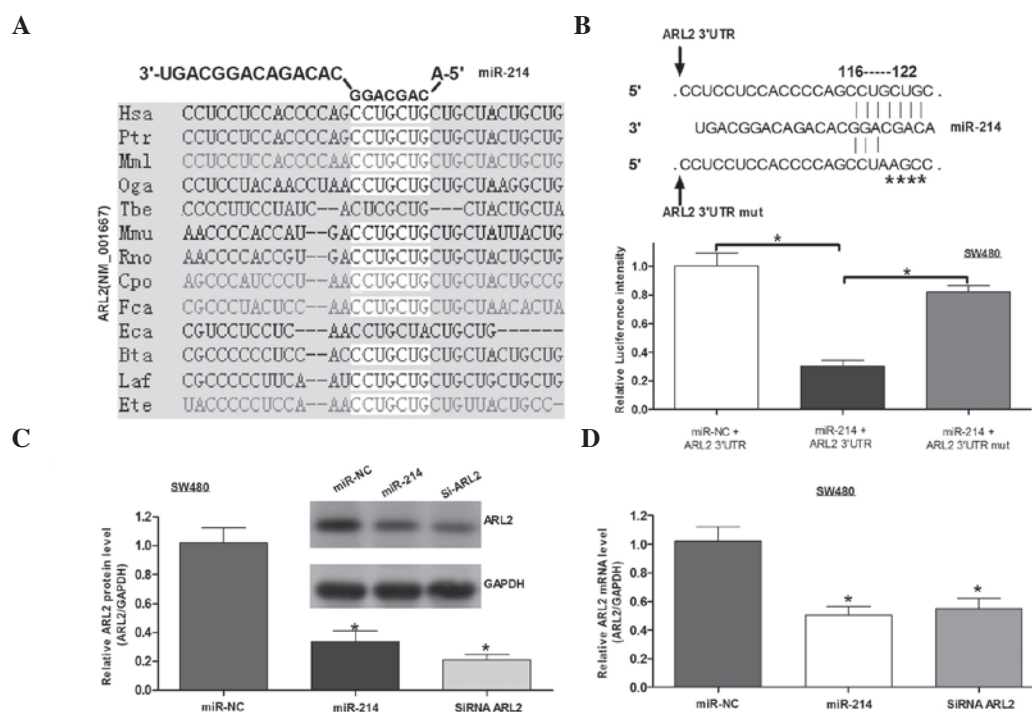 A
3'-UGACGGACAGACAC A-5' miR-214
GGACGAC
ARL2(NM_001667)
Hsa CCUCCUCCACCCCAGCCUGCUGCUGCUACUGCUG
Ptr CCUCCUCCACCCCAGCCUGCUGCUGCUACUGCUG
Mml CCUCCUCCACCCCAACCUGCUGCUGCUACUGCUG
Oga CCUCCUACAACCUAACCUGCUGCUGCUAAGGCUG
Tbe CCCCUUCCUAUC--ACUCGCUG---CUACUGCUA
Mmu AACCCCACCAU--GACCUGCUGCUGCUAUUACUG
Rno AACCCCACCGU--GACCUGCUGCUGCUACUGCUG
Cpo AGCCCAUCCCU--AACCUGCUGCUGCUACUGCCG
Fca CGCCCUACUCC--AACCUGCUGCUGCUAACACUA
Eca CGUCCUCCUC--AACCUGCUACUGCUG------
Bta CGCCCCCCUCC--ACCCUGCUGCUGCUACUGCUG
Laf CGCCCCCUUCA--AUCCUGCUGCUGCUGCUGCUG
Ete UACCCCCUCCA--AACCUGCUGCUGUUACUGCC-
B
ARL2 3'UTR
116-----122
5' .CCUCCUCCACCCCAGCCUGCUGC.
3' UGACGGACAGACACGGACGACA miR-214
5' .CCUCCUCCACCCCAGCCUAAGCC.
****
ARL2 3'UTR mut
Relative Luciference intensity
SW480
*
*
1.0
0.8
0.6
0.4
0.2
0.0
miR-NC + ARL2 3'UTR
miR-214 + ARL2 3'UTR
miR-214 + ARL2 3'UTR mut
C
SW480
Relative ARL2 protein level
(ARL2/GAPDH)
1.2
1.0
0.8
0.6
0.4
0.2
0.0
miR-NC miR-214 Si-ARL2
ARL2
GAPDH
*
*
miR-NC miR-214 SiRNA ARL2
D
SW480
Relative ARL2 mRNA level
(ARL2/GAPDH)
1.2
1.0
0.8
0.6
0.4
0.2
0.0
*
*
miR-NC miR-214 SiRNA ARL2